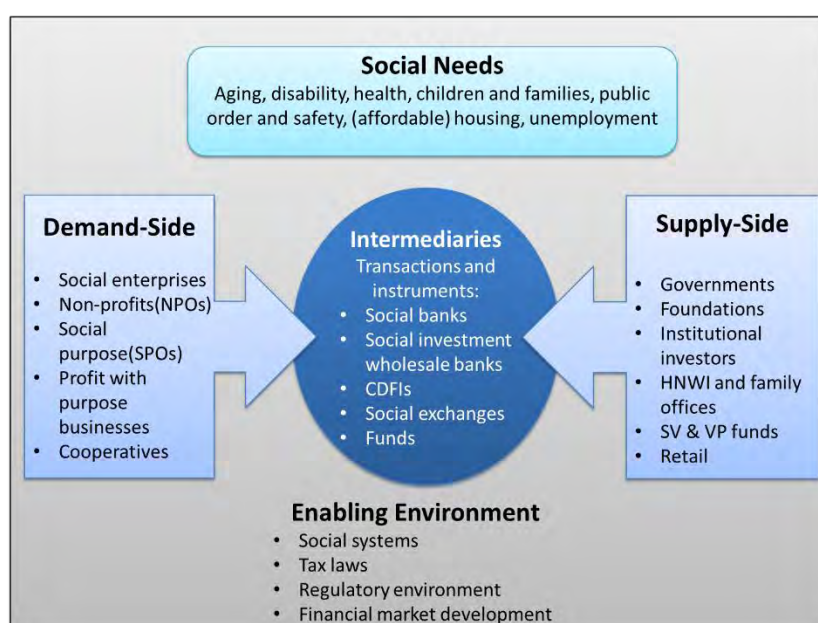 Social Needs
Aging, disability, health, children and families, public
order and safety, (affordable) housing, unemployment
Demand-Side
• Social enterprises
• Non-profits(NPOs)
• Social
purpose(SPOs)
• Profit with
purpose
businesses
• Cooperatives
Intermediaries
Transactions and
instruments:
• Social banks
• Social investment
wholesale banks
• CDFIs
• Social exchanges
• Funds
Supply-Side
• Governments
• Foundations
• Institutional
investors
• HNWI and family
offices
• SV & VP funds
• Retail
Enabling Environment
• Social systems
• Tax laws
• Regulatory environment
• Financial market development